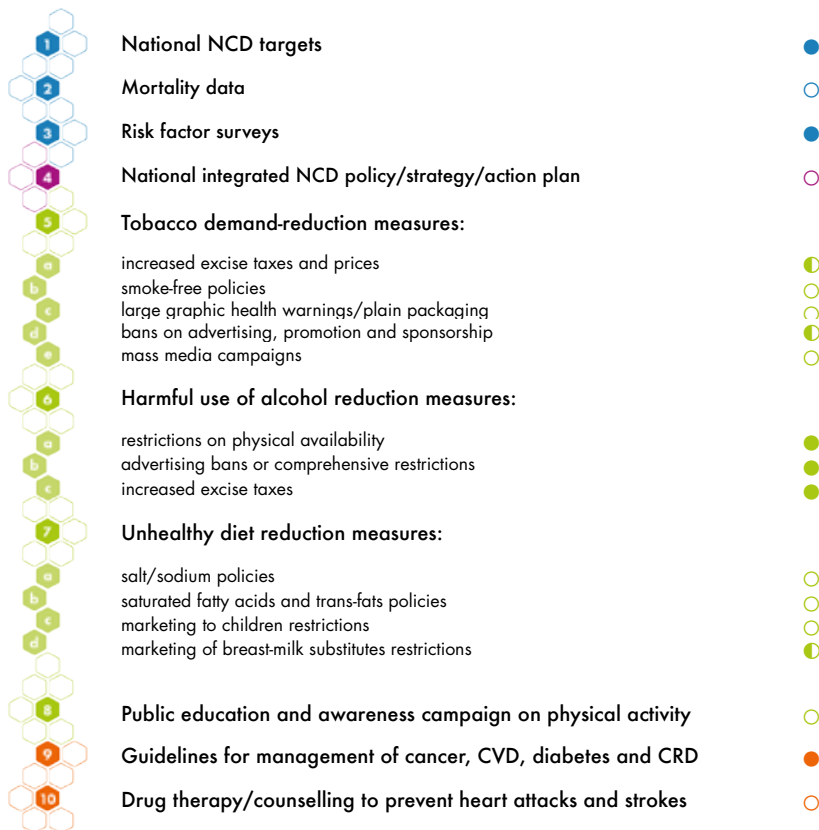 1 National NCD targets
2 Mortality data
3 Risk factor surveys
4 National integrated NCD policy/strategy/action plan
5 Tobacco demand-reduction measures:
a increased excise taxes and prices
b smoke-free policies
c large graphic health warnings/plain packaging
d bans on advertising, promotion and sponsorship
e mass media campaigns
6 Harmful use of alcohol reduction measures:
a restrictions on physical availability
b advertising bans or comprehensive restrictions
c increased excise taxes
7 Unhealthy diet reduction measures:
a salt/sodium policies
b saturated fatty acids and trans-fats policies
c marketing to children restrictions
d marketing of breast-milk substitutes restrictions
8 Public education and awareness campaign on physical activity
9 Guidelines for management of cancer, CVD, diabetes and CRD
10 Drug therapy/counselling to prevent heart attacks and strokes